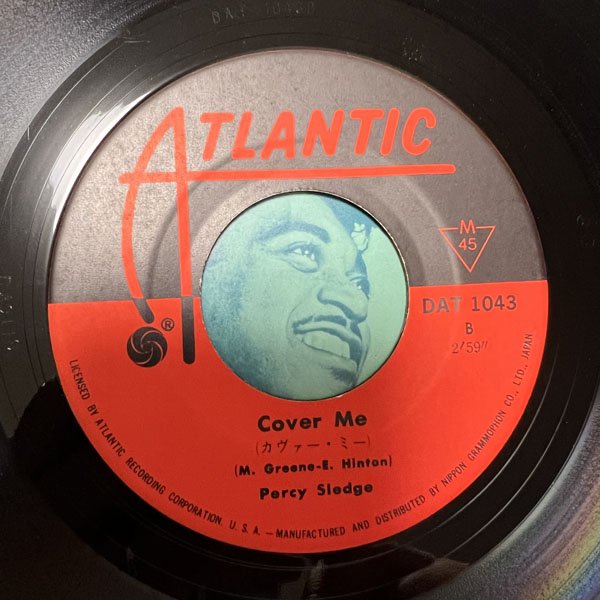 ATLANTIC
®
M
45
DAT 1043
B
2′59″
Cover Me
(カヴァー・ミー)
(M. Greene-E. Hinton)
Percy Sledge
LICENSED BY ATLANTIC RECORDING CORPORATION, U. S. A. —MANUFACTURED AND DISTRIBUTED BY NIPPON GRAMMOPHON CO., LTD., JAPAN